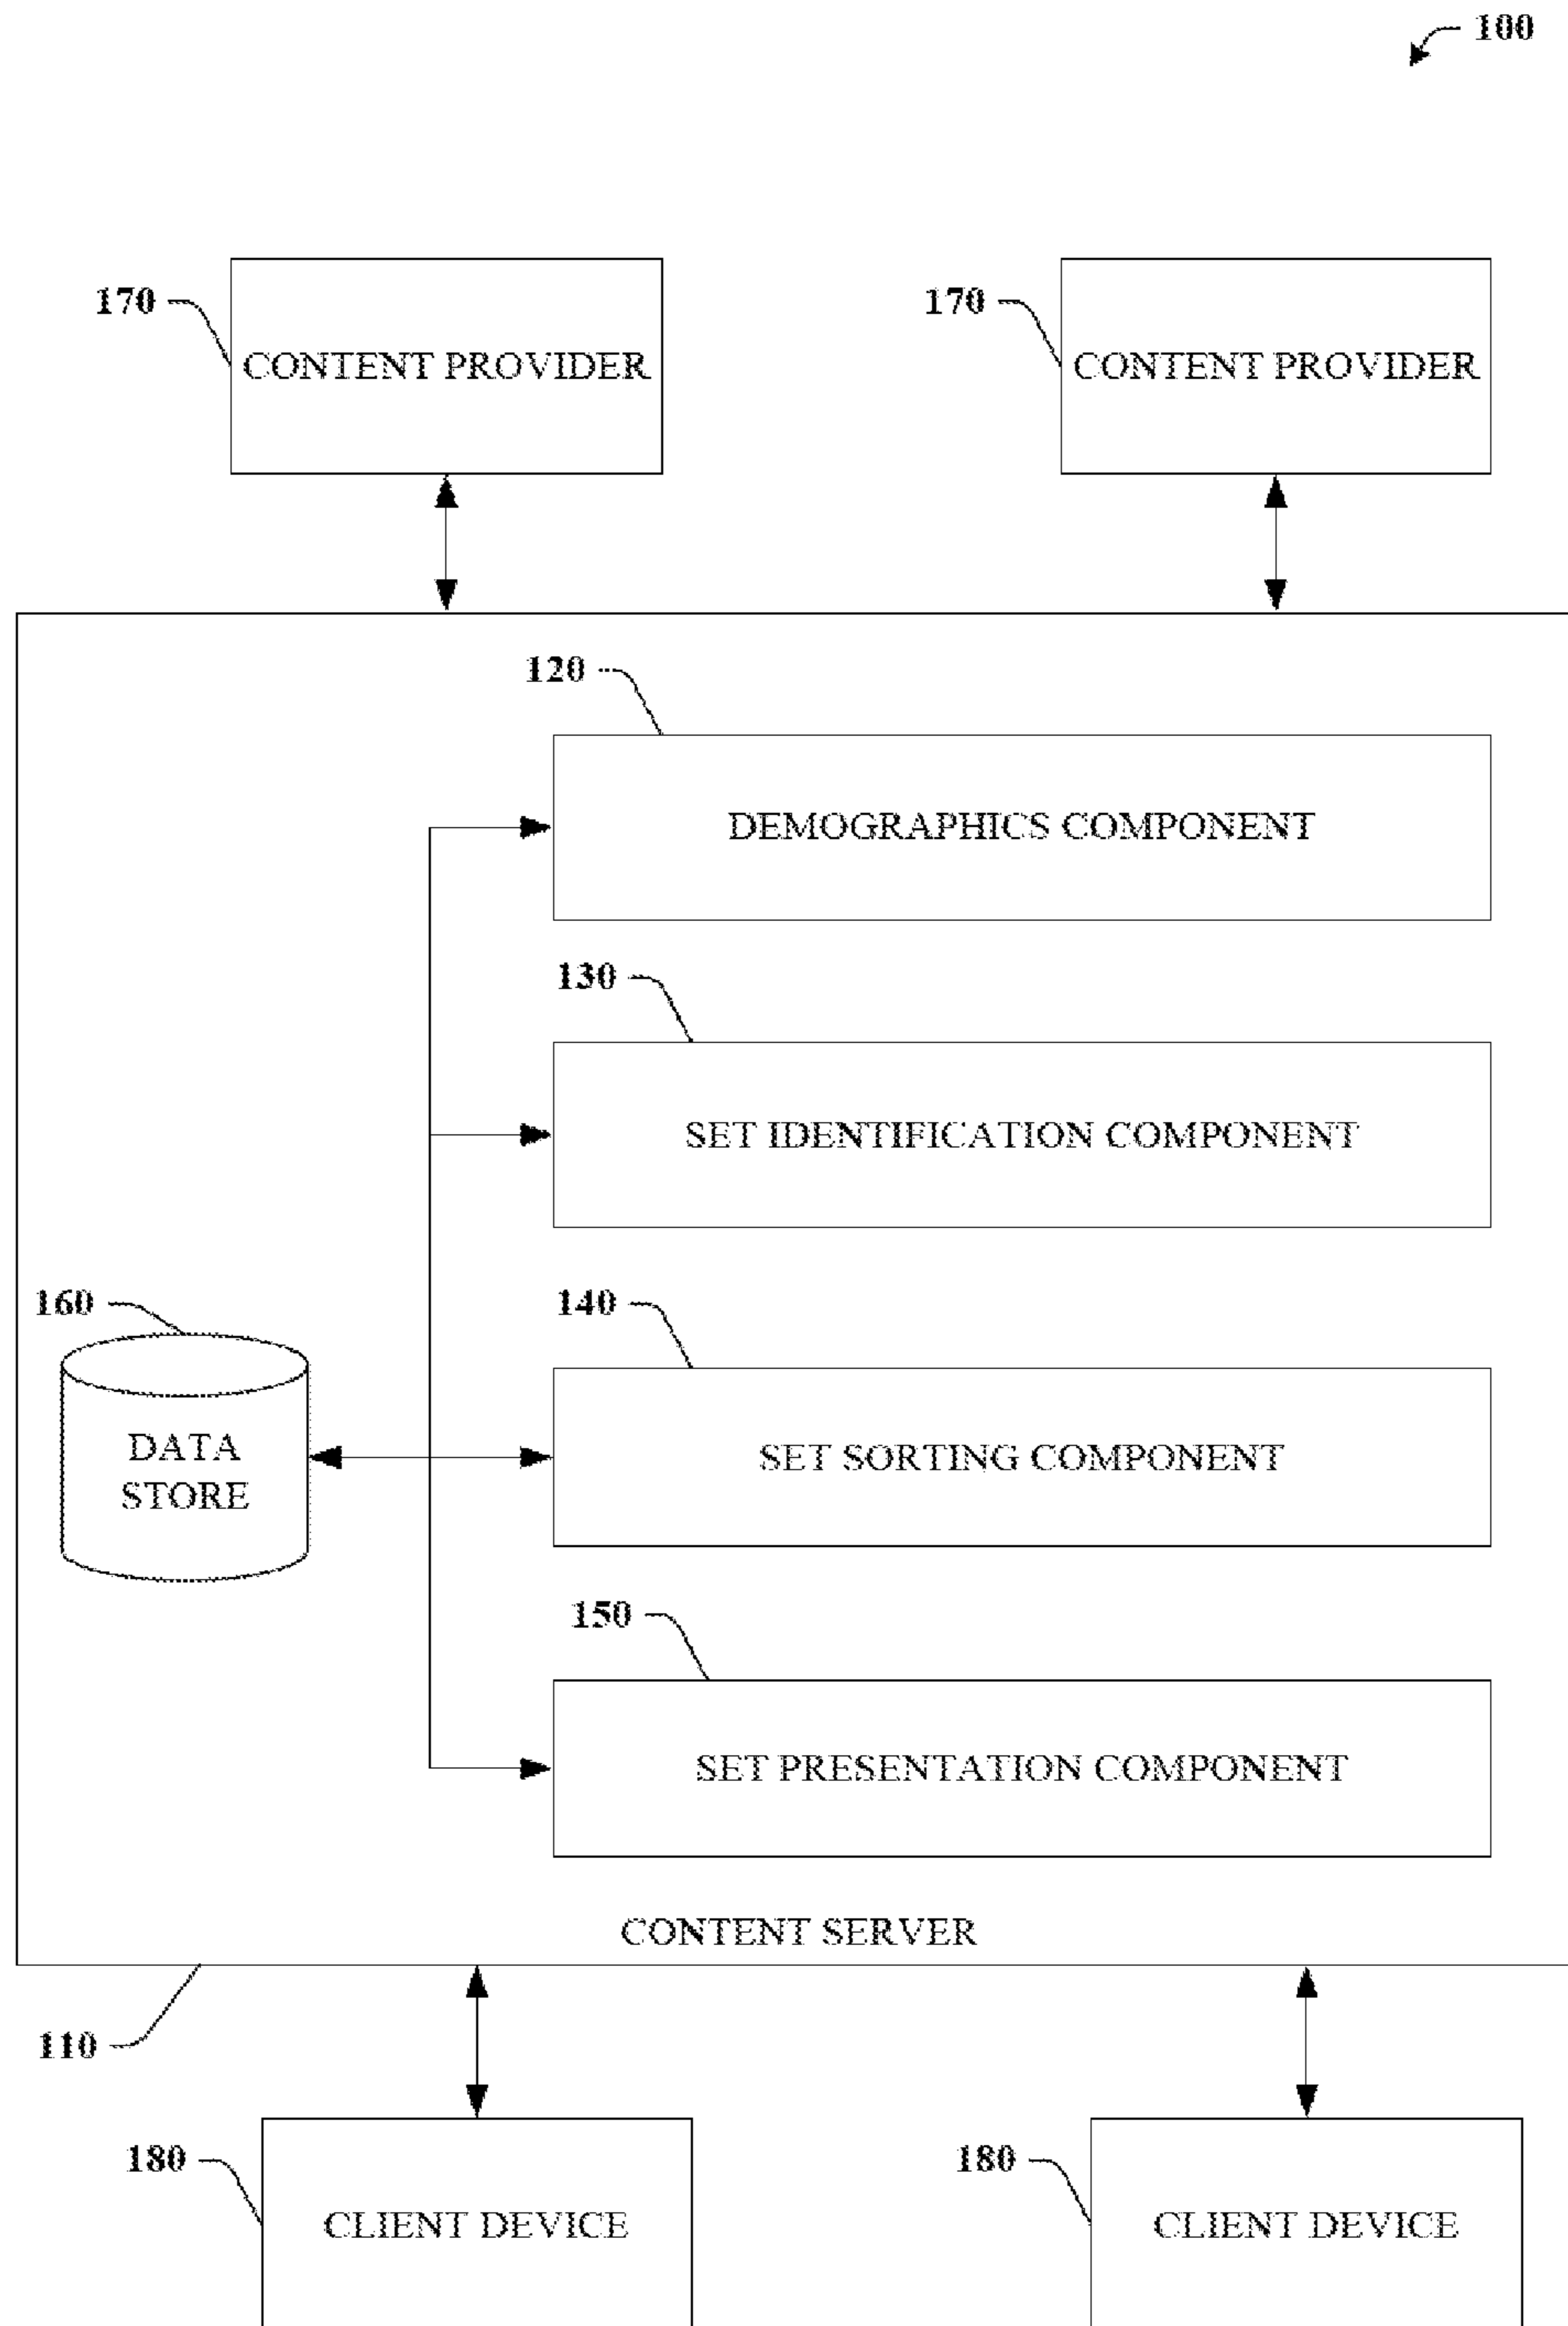 100
170
CONTENT PROVIDER
170
CONTENT PROVIDER
120
DEMOGRAPHICS COMPONENT
130
SET IDENTIFICATION COMPONENT
160
DATA
STORE
140
SET SORTING COMPONENT
150
SET PRESENTATION COMPONENT
CONTENT SERVER
110
180
CLIENT DEVICE
180
CLIENT DEVICE